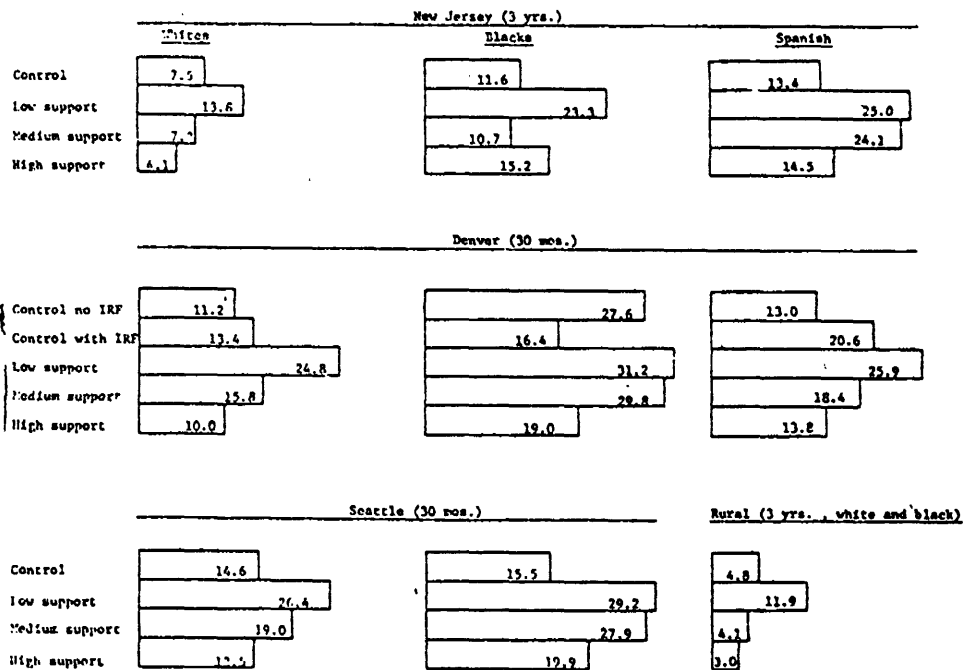 New Jersey (3 yrs.)
Whites Blacks Spanish
Control 7.5 11.6 13.4
Low support 13.6 23.3 25.0
Medium support 10.7 24.1
High support 4.1 15.2 14.5
Denver (30 mos.)
Control no IRF 11.2 27.6 13.0
Control with IRF 13.4 16.4 20.6
Low support 24.8 31.2 25.9
Medium support 15.8 29.8 18.4
High support 10.0 19.0 13.8
Seattle (30 mos.) Rural (3 yrs., white and black)
Control 14.6 15.5 4.8
Low support 26.4 29.2 11.9
Medium support 19.0 27.9 4.1
High support 19.9 3.0